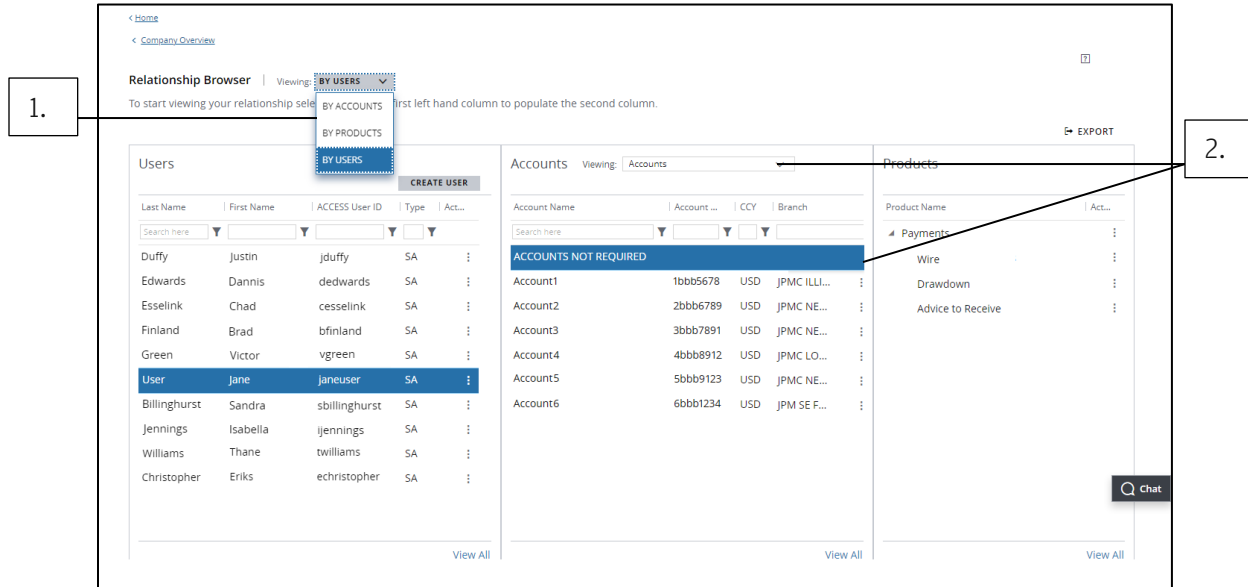 Home
Company Overview
?
Relationship Browser | Viewing: BY USERS
1.
To start viewing your relationship sele first left hand column to populate the second column.
BY ACCOUNTS
BY PRODUCTS
BY USERS
EXPORT
2.
Users
Accounts Viewing: Accounts
Products
CREATE USER
Last Name First Name ACCESS User ID Type Act... Account Name Account ... CCY Branch Product Name Act...
Search here Search here
Duffy Justin jduffy SA ACCOUNTS NOT REQUIRED Payments
Edwards Dannis dedwards SA Account1 1bbb5678 USD JPMC ILLI... Wire
Esselink Chad cesselink SA Account2 2bbb6789 USD JPMC NE... Drawdown
Finland Brad bfinland SA Account3 3bbb7891 USD JPMC NE... Advice to Receive
Green Victor vgreen SA Account4 4bbb8912 USD JPMC LO...
User Jane janeuser SA Account5 5bbb9123 USD JPMC NE...
Billinghurst Sandra sbillinghurst SA Account6 6bbb1234 USD JPM SE F...
Jennings Isabella ijennings SA
Williams Thane twilliams SA
Christopher Eriks echristopher SA
Chat
View All View All View All